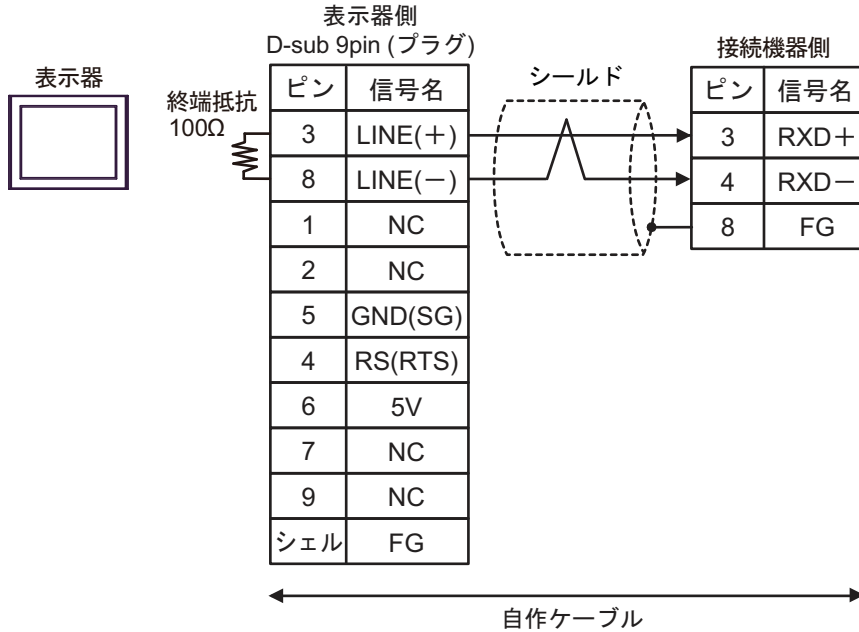 表示器
表示器側
D-sub 9pin (プラグ)
終端抵抗
100Ω
シールド
接続機器側
ピン 信号名
3 LINE(＋)
8 LINE(－)
1 NC
2 NC
5 GND(SG)
4 RS(RTS)
6 5V
7 NC
9 NC
シェル FG
ピン 信号名
3 RXD＋
4 RXD－
8 FG
自作ケーブル